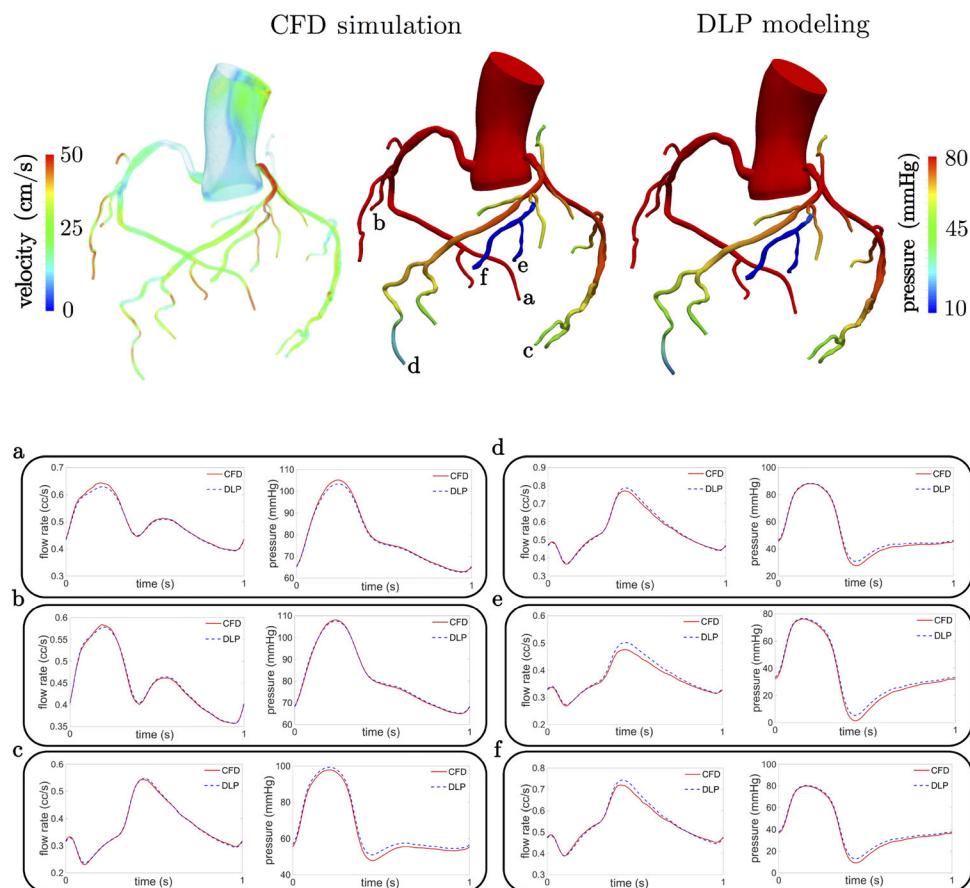 CFD simulation
DLP modeling
velocity (cm/s)
50
25
0
b
f
e
a
c
d
pressure (mmHg)
80
45
10
a
flow rate (cc/s)
0.7
0.6
0.5
0.4
0.3
0
time (s)
1
CFD
DLP
pressure (mmHg)
110
100
90
80
70
60
0
time (s)
1
CFD
DLP
d
flow rate (cc/s)
0.9
0.8
0.7
0.6
0.5
0.4
0.3
0
time (s)
1
CFD
DLP
pressure (mmHg)
100
80
60
40
20
0
time (s)
1
CFD
DLP
b
flow rate (cc/s)
0.6
0.55
0.5
0.45
0.4
0.35
0
time (s)
1
CFD
DLP
pressure (mmHg)
110
100
90
80
70
60
0
time (s)
1
CFD
DLP
e
flow rate (cc/s)
0.6
0.5
0.4
0.3
0.2
0
time (s)
1
CFD
DLP
pressure (mmHg)
80
60
40
20
0
0
time (s)
1
CFD
DLP
c
flow rate (cc/s)
0.6
0.5
0.4
0.3
0.2
0
time (s)
1
CFD
DLP
pressure (mmHg)
100
80
60
40
0
time (s)
1
CFD
DLP
f
flow rate (cc/s)
0.8
0.7
0.6
0.5
0.4
0.3
0
time (s)
1
CFD
DLP
pressure (mmHg)
100
80
60
40
20
0
0
time (s)
1
CFD
DLP